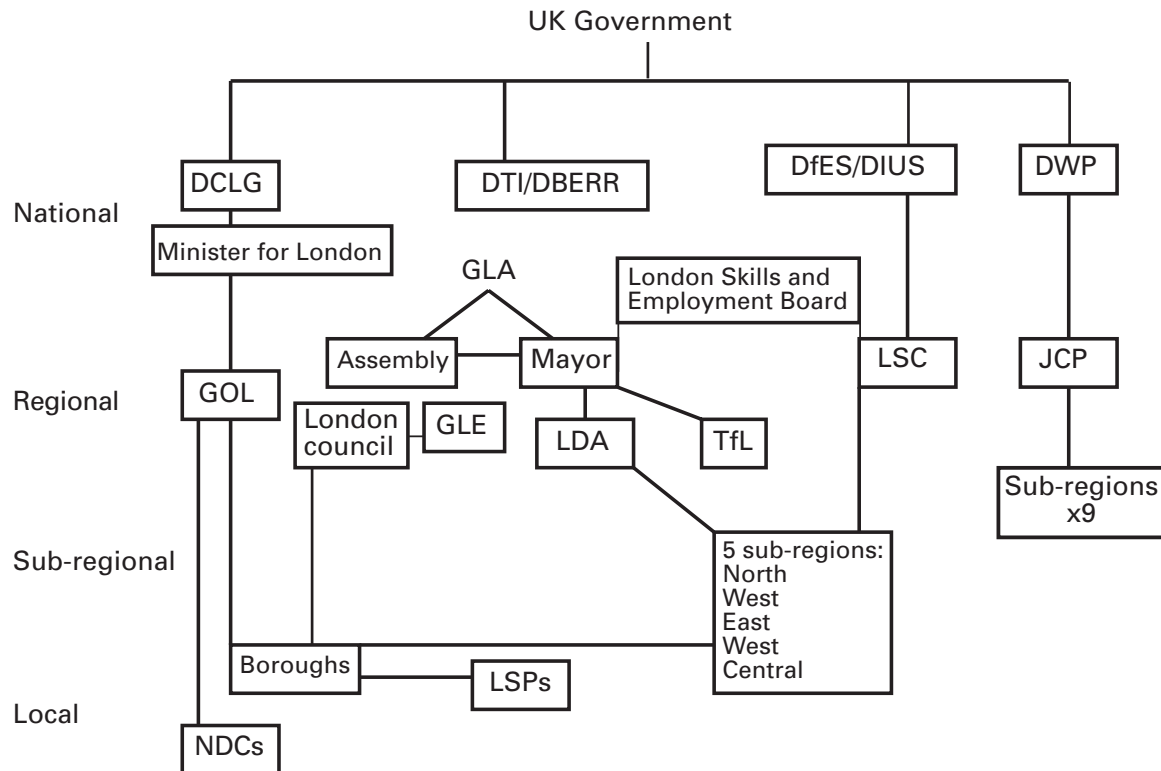 UK Government
DCLG
DTI/DBERR
DfES/DIUS
DWP
National
Minister for London
GLA
London Skills and
Employment Board
Assembly
Mayor
LSC
JCP
GOL
Regional
London
council
GLE
LDA
TfL
Sub-regions
x9
Sub-regional
5 sub-regions:
North
West
East
West
Central
Boroughs
LSPs
Local
NDCs